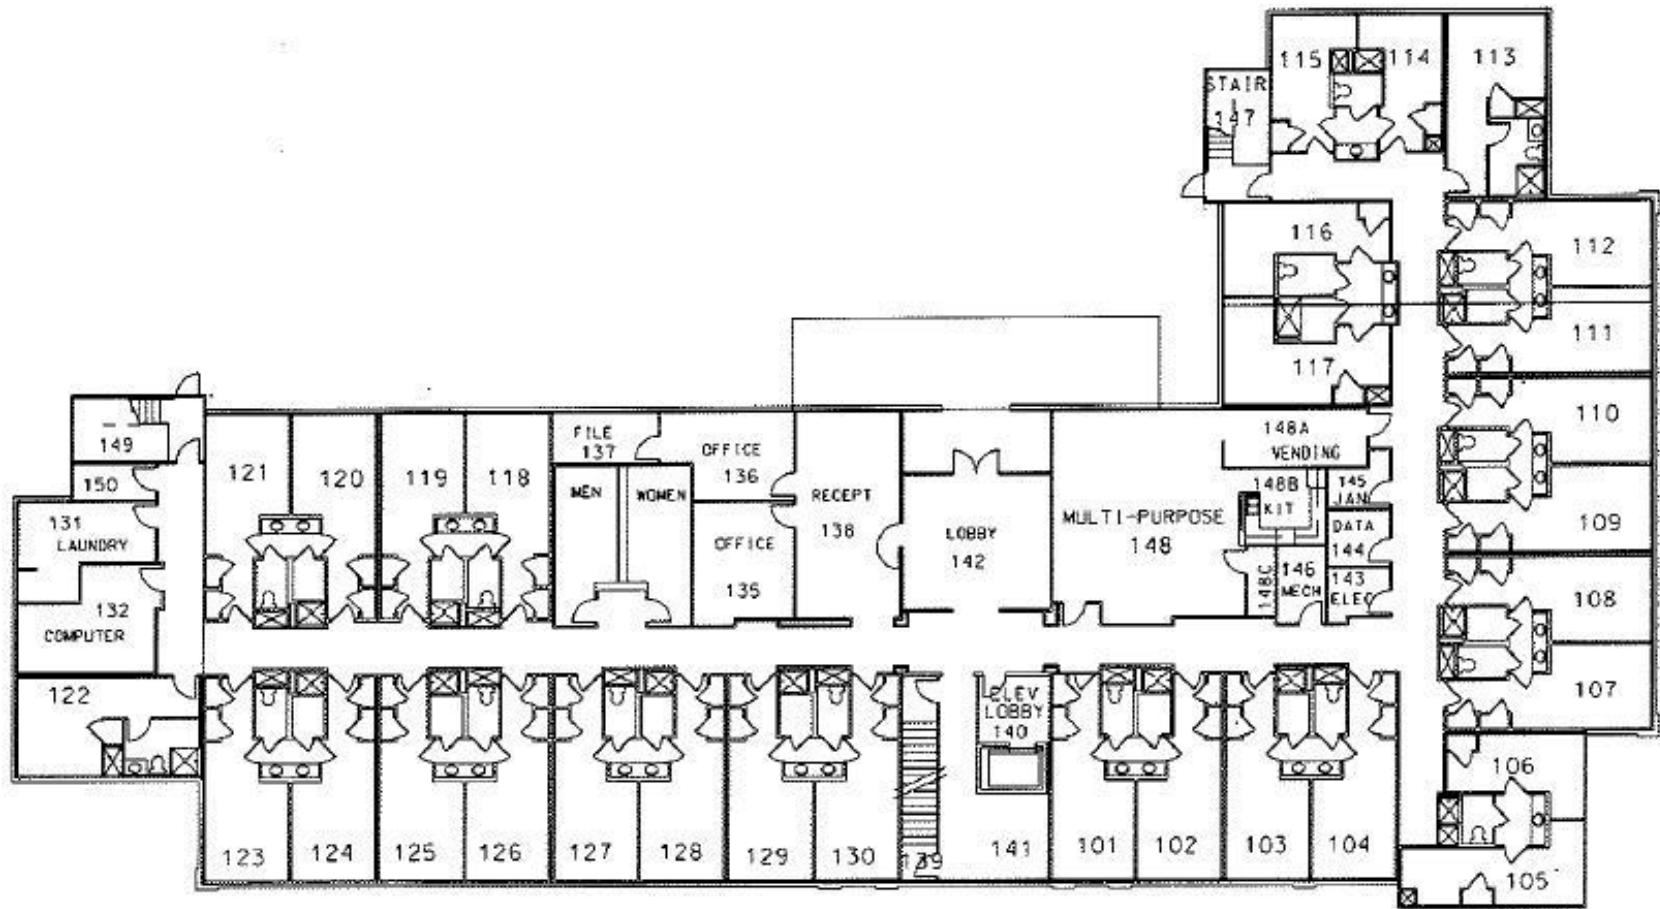 115
114
113
STAIR
147
116
112
111
117
110
149
121
120
119
118
FILE
137
OFFICE
136
148A
VENDING
150
MEN
WOMEN
RECEPT
138
148B
KIT
145
JAN
131
LAUNDRY
MULTI-PURPOSE
148
109
LOBBY
142
DATA
144
OFFICE
135
132
COMPUTER
148C
146
MECH
143
ELEC
108
122
ELEV
LOBBY
140
107
106
123
124
125
126
127
128
129
130
139
141
101
102
103
104
105